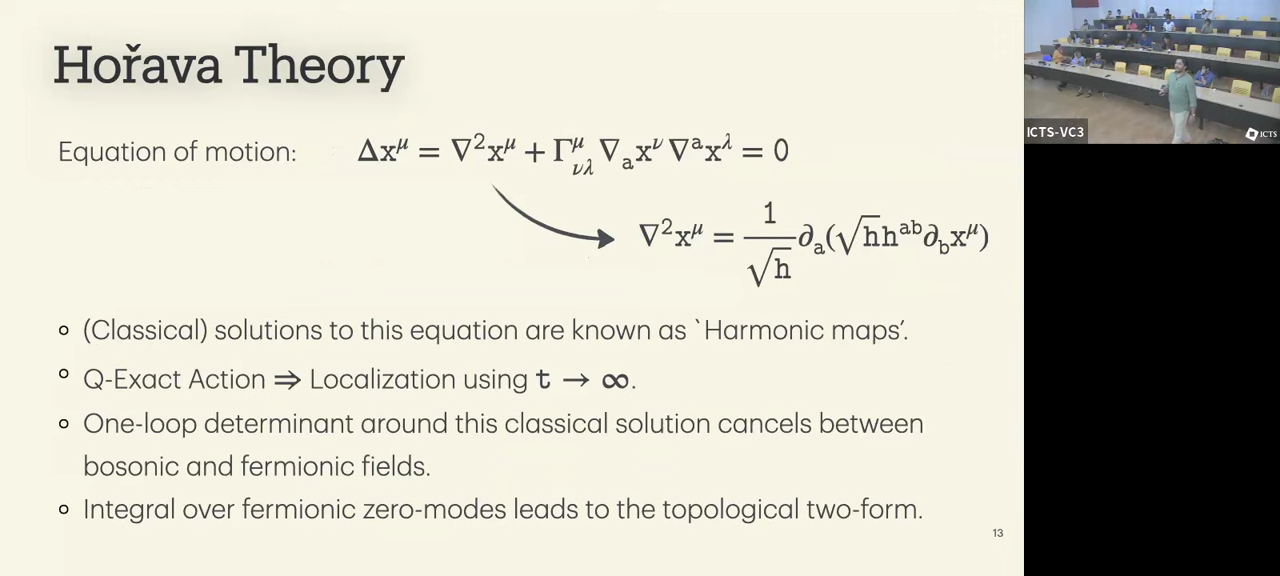 Hořava Theory
Equation of motion: Δx^μ = ∇²x^μ + Γ^μ_νλ ∇_a x^ν ∇^a x^λ = 0
∇²x^μ = 1/√h ∂_a(√h h^ab ∂_b x^μ)
(Classical) solutions to this equation are known as `Harmonic maps'.
Q-Exact Action ⇒ Localization using t → ∞.
One-loop determinant around this classical solution cancels between
bosonic and fermionic fields.
Integral over fermionic zero-modes leads to the topological two-form.
13
ICTS-VC3
ICTS